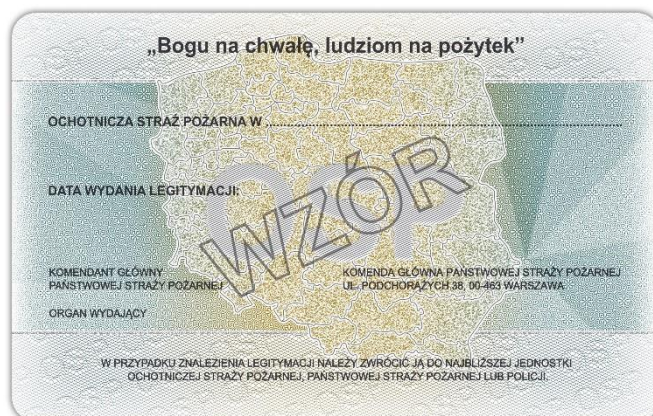 „Bogu na chwałę, ludziom na pożytek”
OCHOTNICZA STRAŻ POŻARNA W ................................................
DATA WYDANIA LEGITYMACJI:
OSP
WZÓR
KOMENDANT GŁÓWNY
PAŃSTWOWEJ STRAŻY POŻARNEJ
KOMENDA GŁÓWNA PAŃSTWOWEJ STRAŻY POŻARNEJ
UL. PODCHORĄŻYCH 38, 00-463 WARSZAWA
ORGAN WYDAJĄCY
W PRZYPADKU ZNALEZIENIA LEGITYMACJI NALEŻY ZWRÓCIĆ JĄ DO NAJBLIŻSZEJ JEDNOSTKI
OCHOTNICZEJ STRAŻY POŻARNEJ, PAŃSTWOWEJ STRAŻY POŻARNEJ LUB POLICJI.